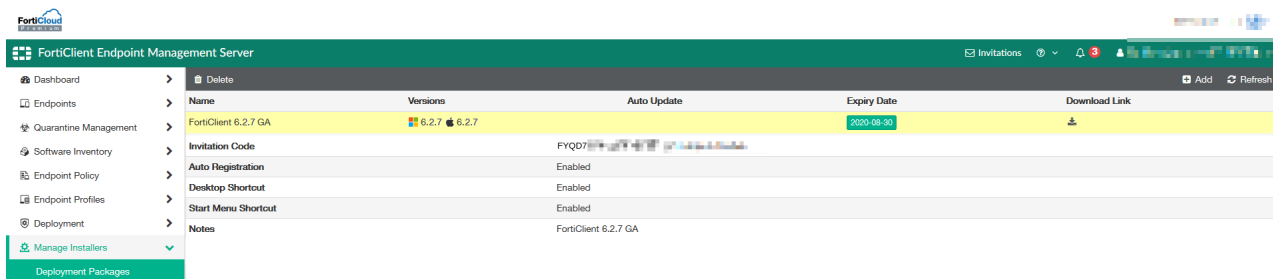 FortiCloud
Premium
FortiClient Endpoint Management Server
Invitations 3
Dashboard
Delete Add Refresh
Endpoints
Name Versions Auto Update Expiry Date Download Link
Quarantine Management
FortiClient 6.2.7 GA 6.2.7 6.2.7 2020-08-30
Software Inventory
Invitation Code FYQD7
Endpoint Policy
Auto Registration Enabled
Endpoint Profiles
Desktop Shortcut Enabled
Start Menu Shortcut Enabled
Deployment
Notes FortiClient 6.2.7 GA
Manage Installers
Deployment Packages